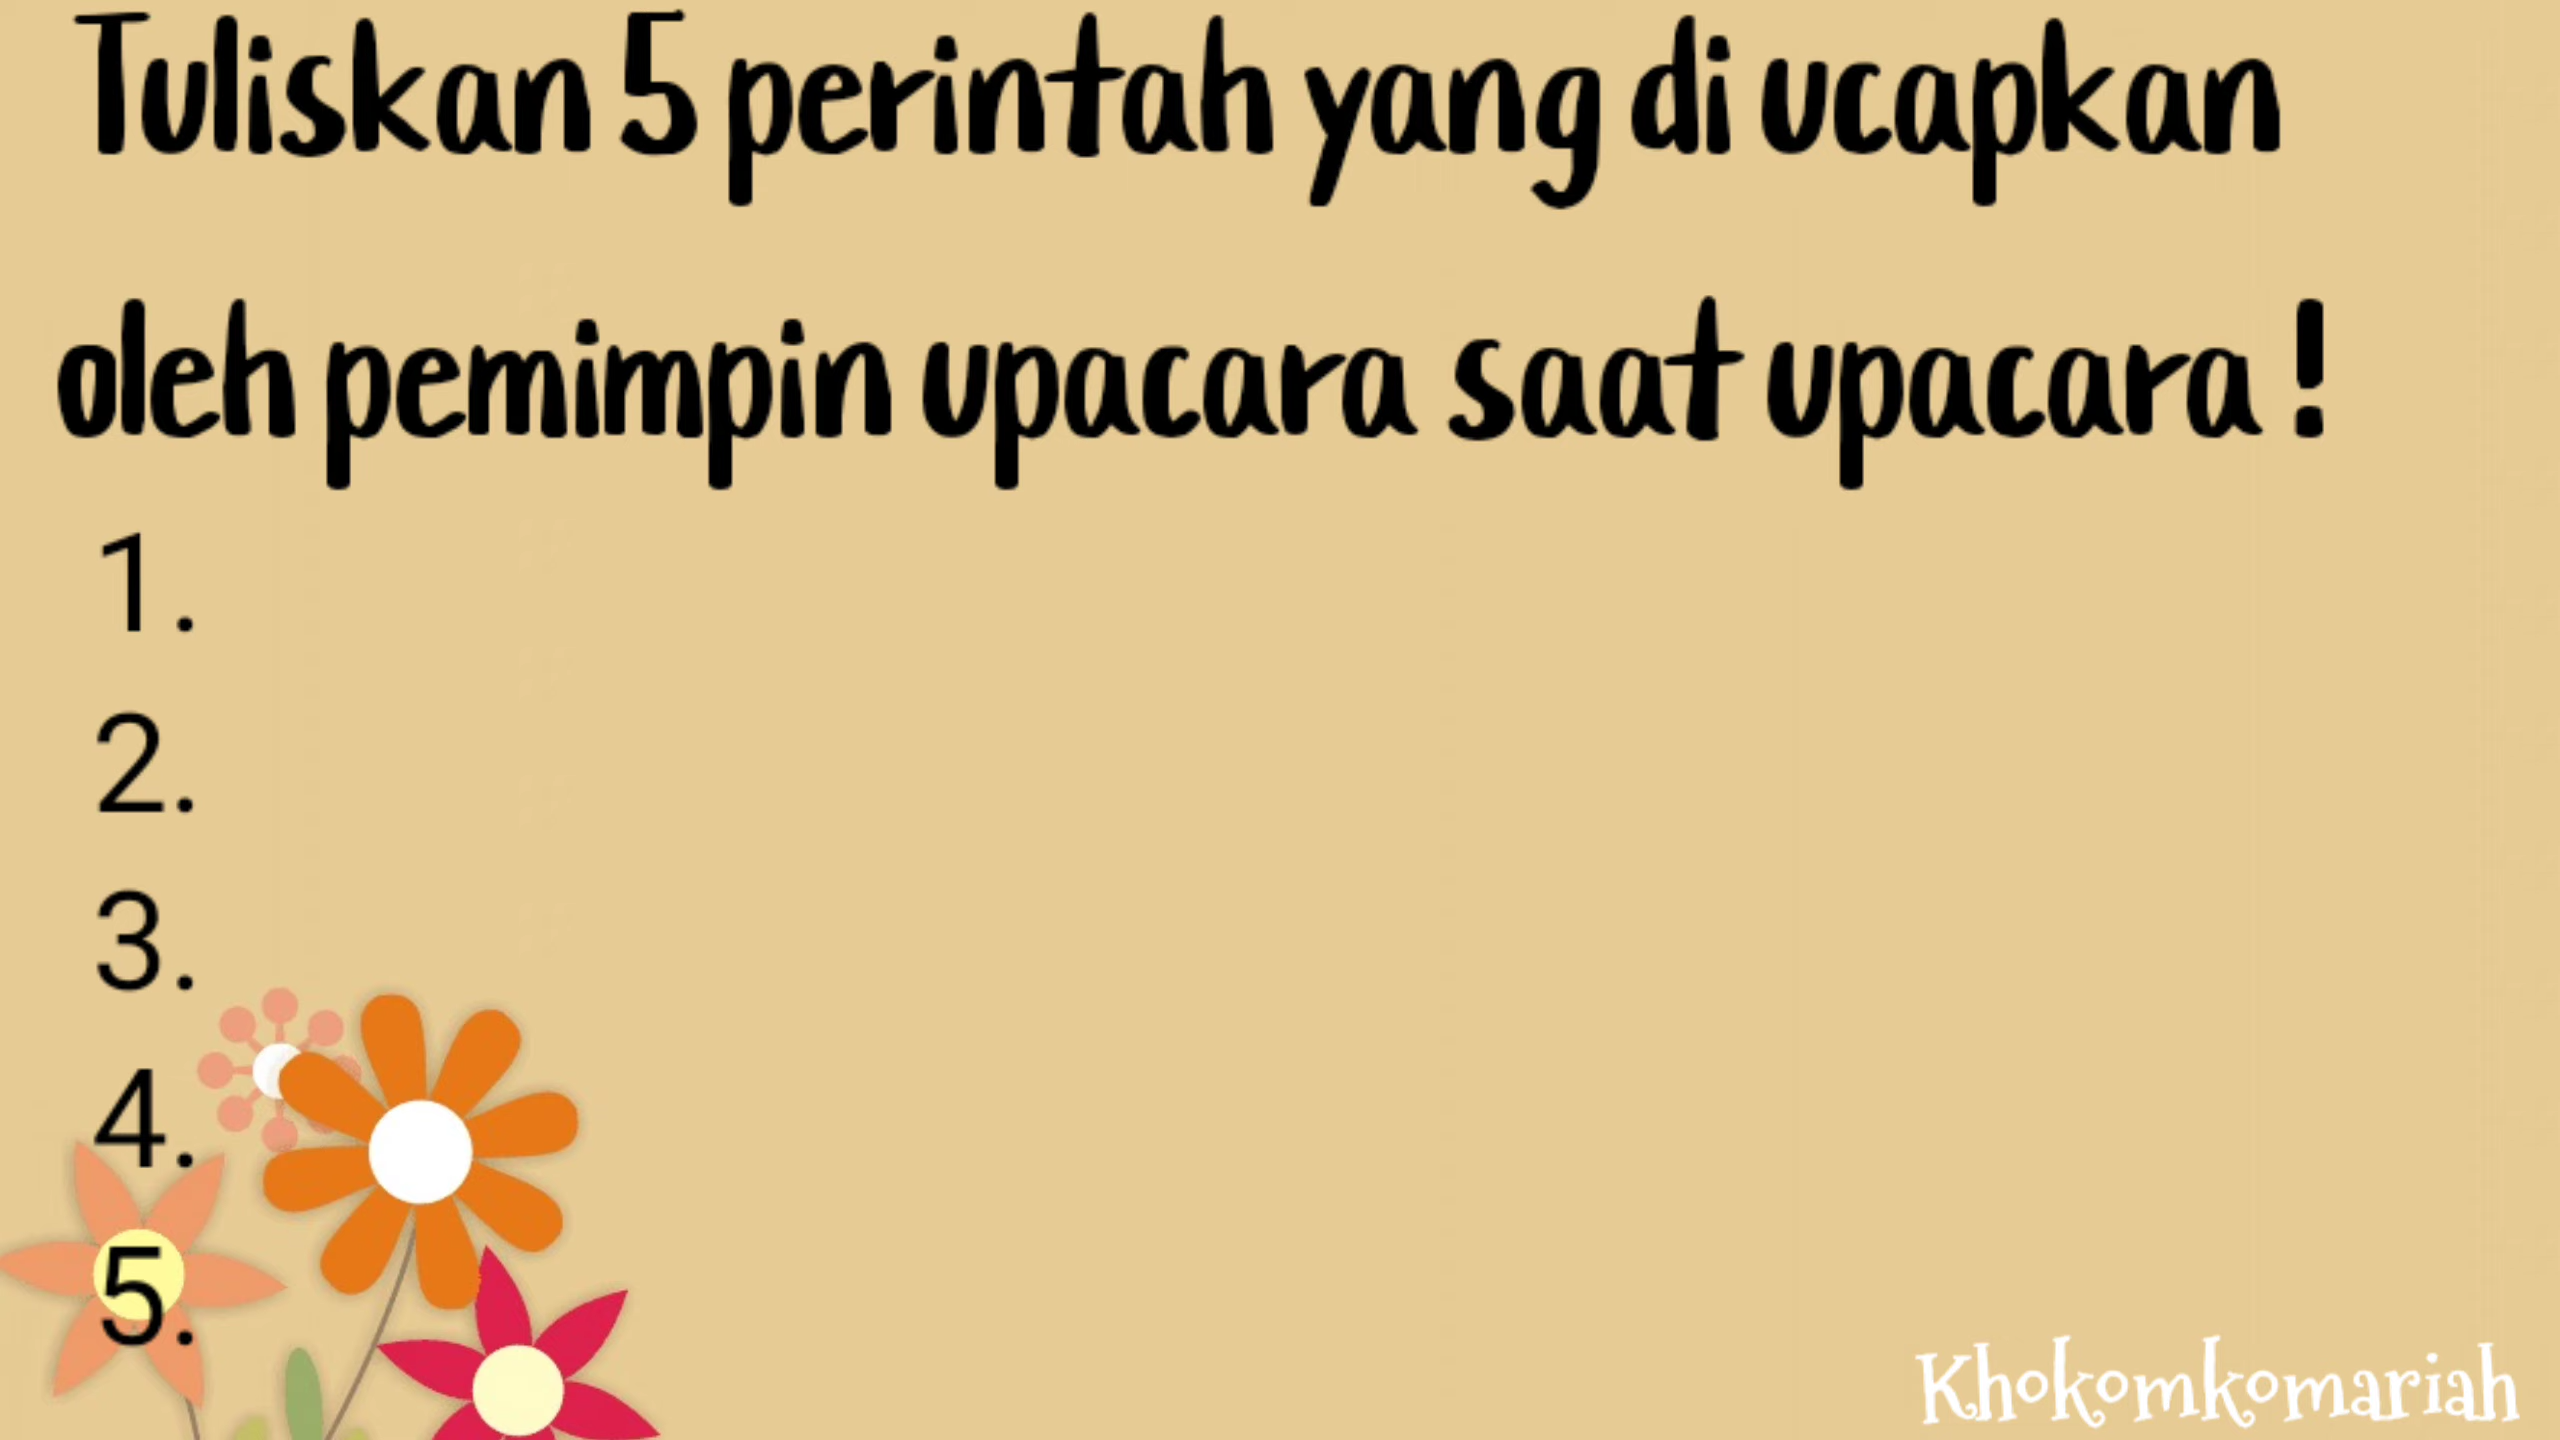 Tuliskan 5 perintah yang di ucapkan
oleh pemimpin upacara saat upacara !
1.
2.
3.
4.
5.
Khokomkomariah